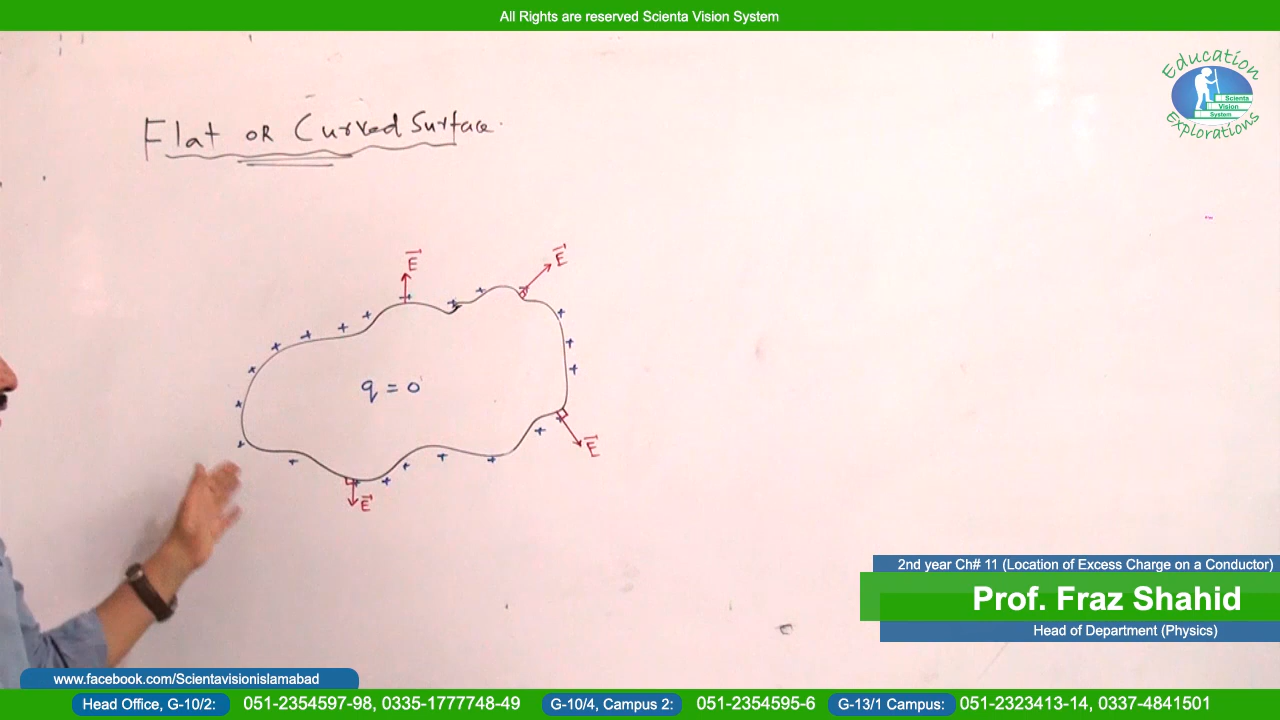 All Rights are reserved Scienta Vision System
Education
Scienta
Vision
System
Explorations
Flat OR Curved Surface.
E
E
q = 0
E
E
2nd year Ch# 11 (Location of Excess Charge on a Conductor)
Prof. Fraz Shahid
Head of Department (Physics)
www.facebook.com/Scientavisionislamabad
Head Office, G-10/2: 051-2354597-98, 0335-1777748-49 G-10/4, Campus 2: 051-2354595-6 G-13/1 Campus: 051-2323413-14, 0337-4841501